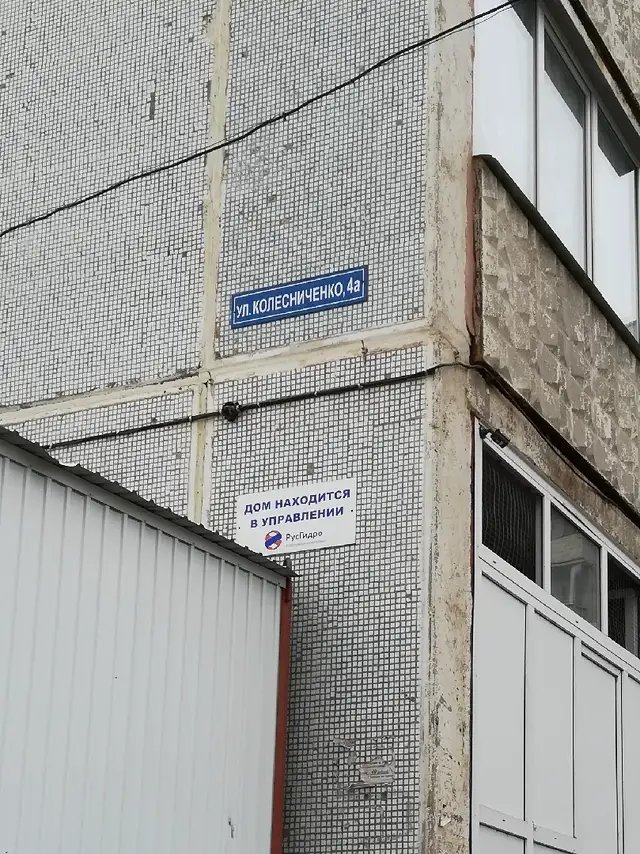 УЛ. КОЛЕСНИЧЕНКО, 4а
ДОМ НАХОДИТСЯ
В УПРАВЛЕНИИ
РусГидро